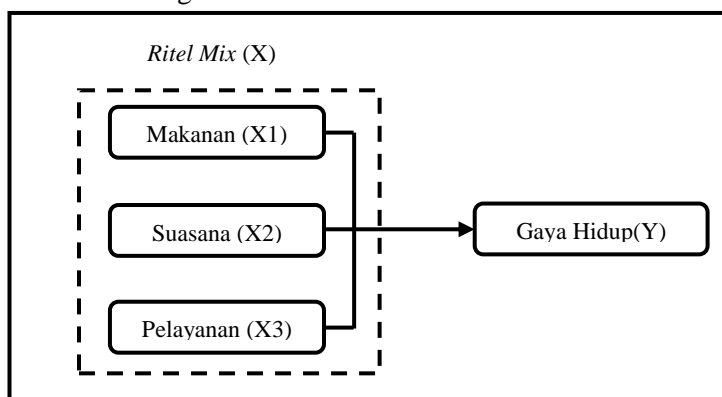 Ritel Mix (X)
Makanan (X1)
Suasana (X2)
Gaya Hidup(Y)
Pelayanan (X3)